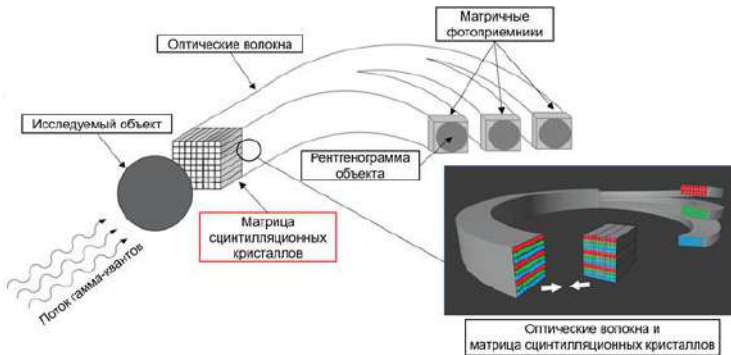 Матричные
фотоприемники
Оптические волокна
Исследуемый объект
Рентгенограмма
объекта
Матрица
сцинтилляционных
кристаллов
Поток гамма-квантов
Оптические волокна и
матрица сцинтилляционных кристаллов